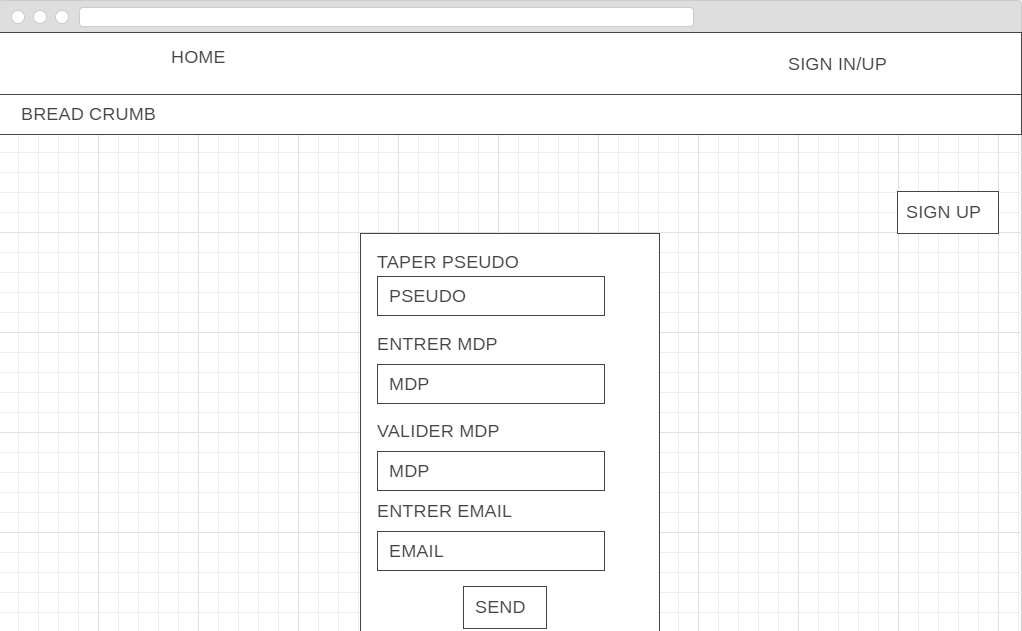 HOME
SIGN IN/UP
BREAD CRUMB
SIGN UP
TAPER PSEUDO
PSEUDO
ENTRER MDP
MDP
VALIDER MDP
MDP
ENTRER EMAIL
EMAIL
SEND